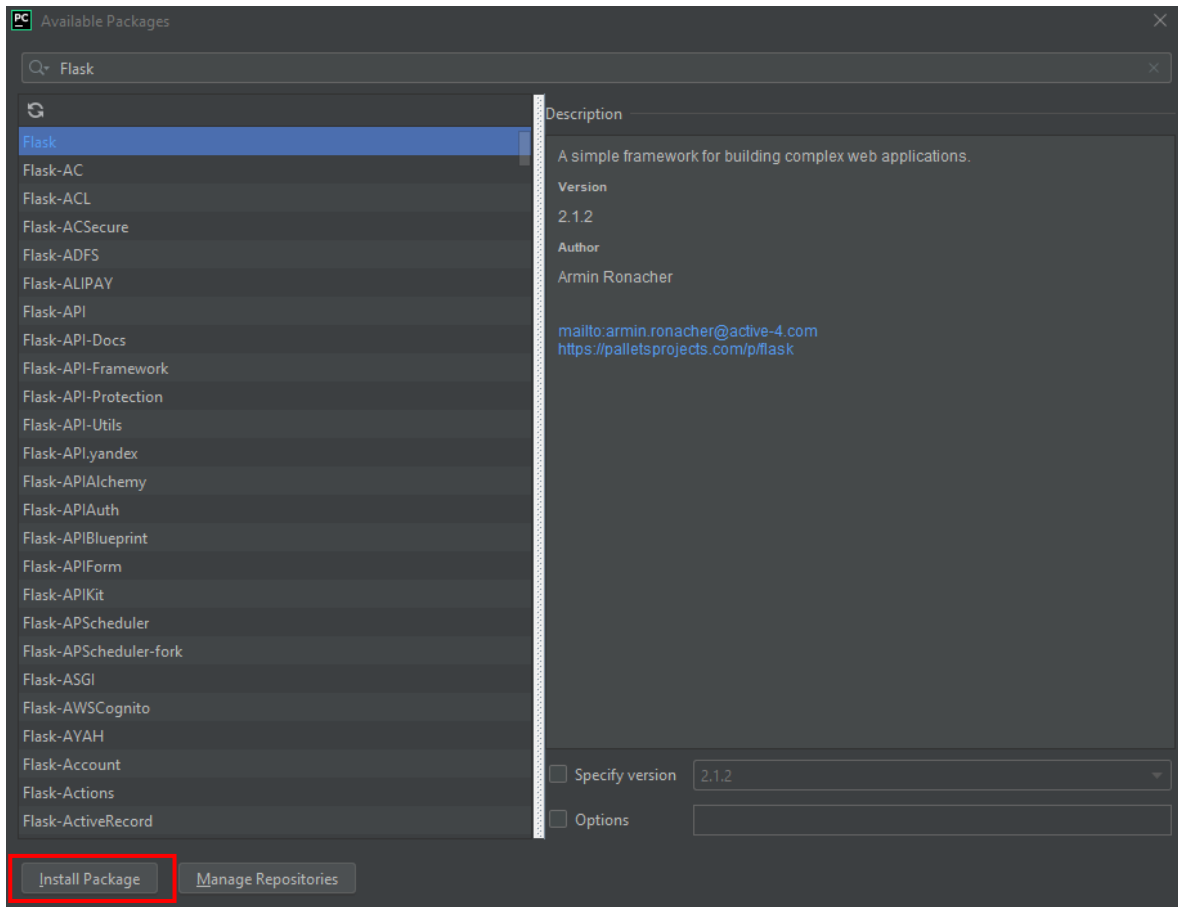 PC Available Packages
Flask
Description
Flask
Flask-AC
Flask-ACL
Flask-ACSecure
Flask-ADFS
Flask-ALIPAY
Flask-API
Flask-API-Docs
Flask-API-Framework
Flask-API-Protection
Flask-API-Utils
Flask-API.yandex
Flask-APIAlchemy
Flask-APIAuth
Flask-APIBlueprint
Flask-APIForm
Flask-APIKit
Flask-APScheduler
Flask-APScheduler-fork
Flask-ASGI
Flask-AWSCognito
Flask-AYAH
Flask-Account
Flask-Actions
Flask-ActiveRecord
A simple framework for building complex web applications.
Version
2.1.2
Author
Armin Ronacher
mailto:armin.ronacher@active-4.com
https://palletsprojects.com/p/flask
Specify version 2.1.2
Options
Install Package Manage Repositories